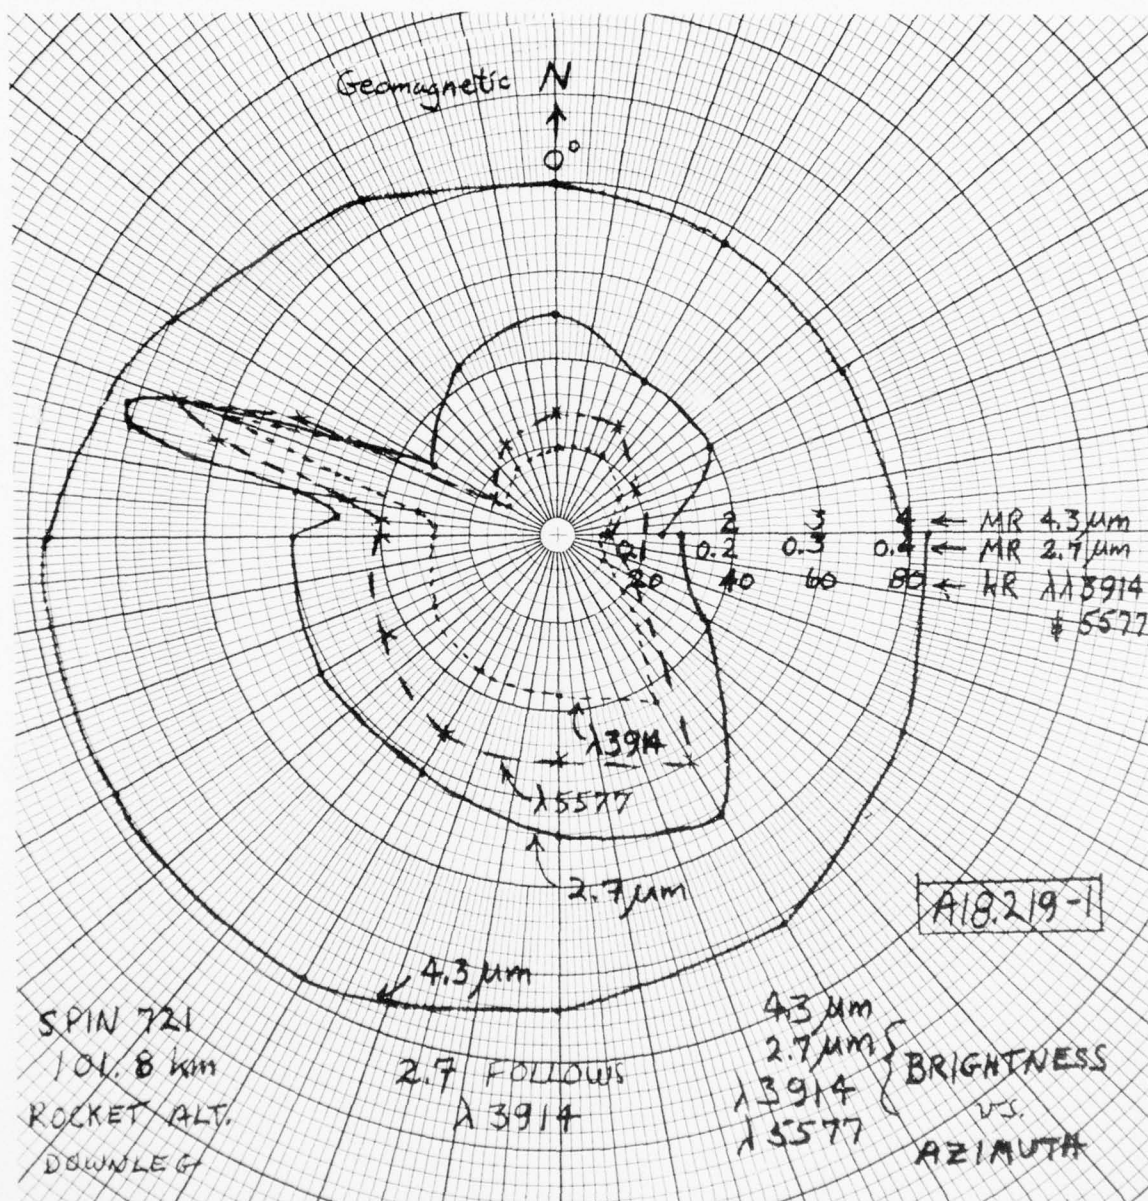 Geomagnetic N
0°
1 2 3 4 ← MR 4.3 μm
0.1 0.2 0.3 0.4 ← MR 2.7 μm
20 40 60 80 ← KR λλ3914
& 5577
λ3914
λ5577
2.7 μm
A18.219-1
4.3 μm
SPIN 721
101.8 km
ROCKET ALT.
DOWNLEG
2.7 FOLLOWS
λ3914
4.3 μm
2.7 μm
λ3914
λ5577
BRIGHTNESS
VS.
AZIMUTH